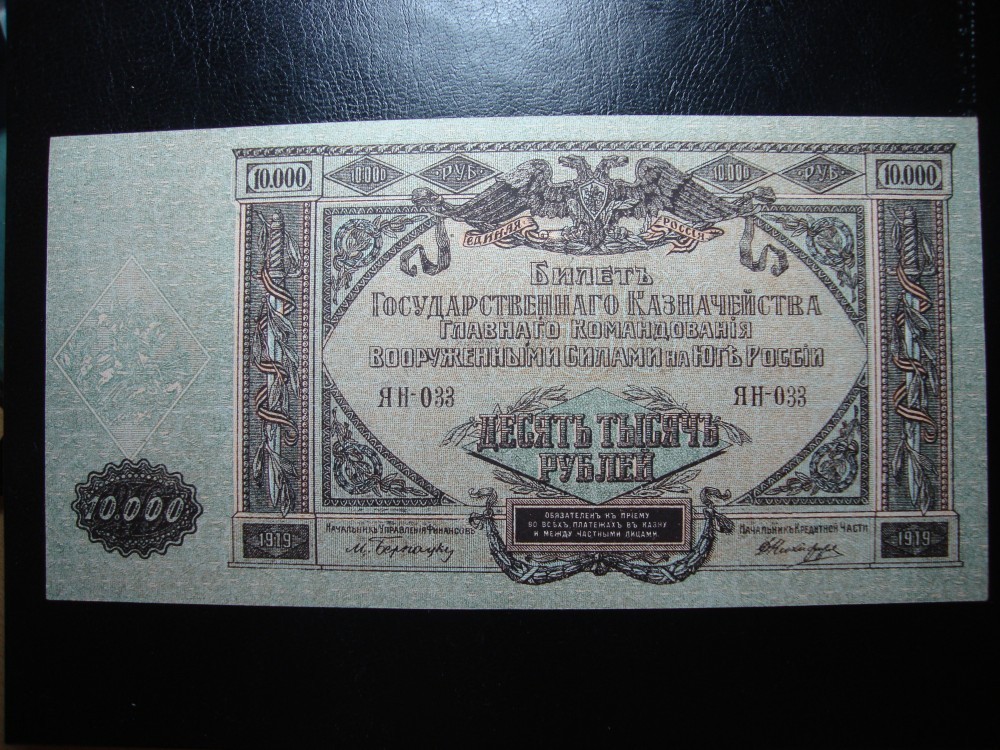 10.000 10.000 РУБ 10.000 РУБ 10.000
ЕДИНАЯ РОССІЯ
БИЛЕТЪ
ГОСУДАРСТВЕННАГО КАЗНАЧЕЙСТВА
ГЛАВНАГО КОМАНДОВАНІЯ
ВООРУЖЕННЫМИ СИЛАМИ НА ЮГѢ РОССІИ
ЯН-033 ЯН-033
ДЕСЯТЬ ТЫСЯЧЪ
РУБЛЕЙ
10.000
ОБЯЗАТЕЛЕНЪ КЪ ПРІЕМУ
ВО ВСѢХЪ ПЛАТЕЖАХЪ ВЪ КАЗНУ
И МЕЖДУ ЧАСТНЫМИ ЛИЦАМИ
1919 НАЧАЛЬНИКЪ УПРАВЛЕНІЯ ФИНАНСОВЪ НАЧАЛЬНИКЪ КРЕДИТНОЙ ЧАСТИ 1919
М. Бернацкій